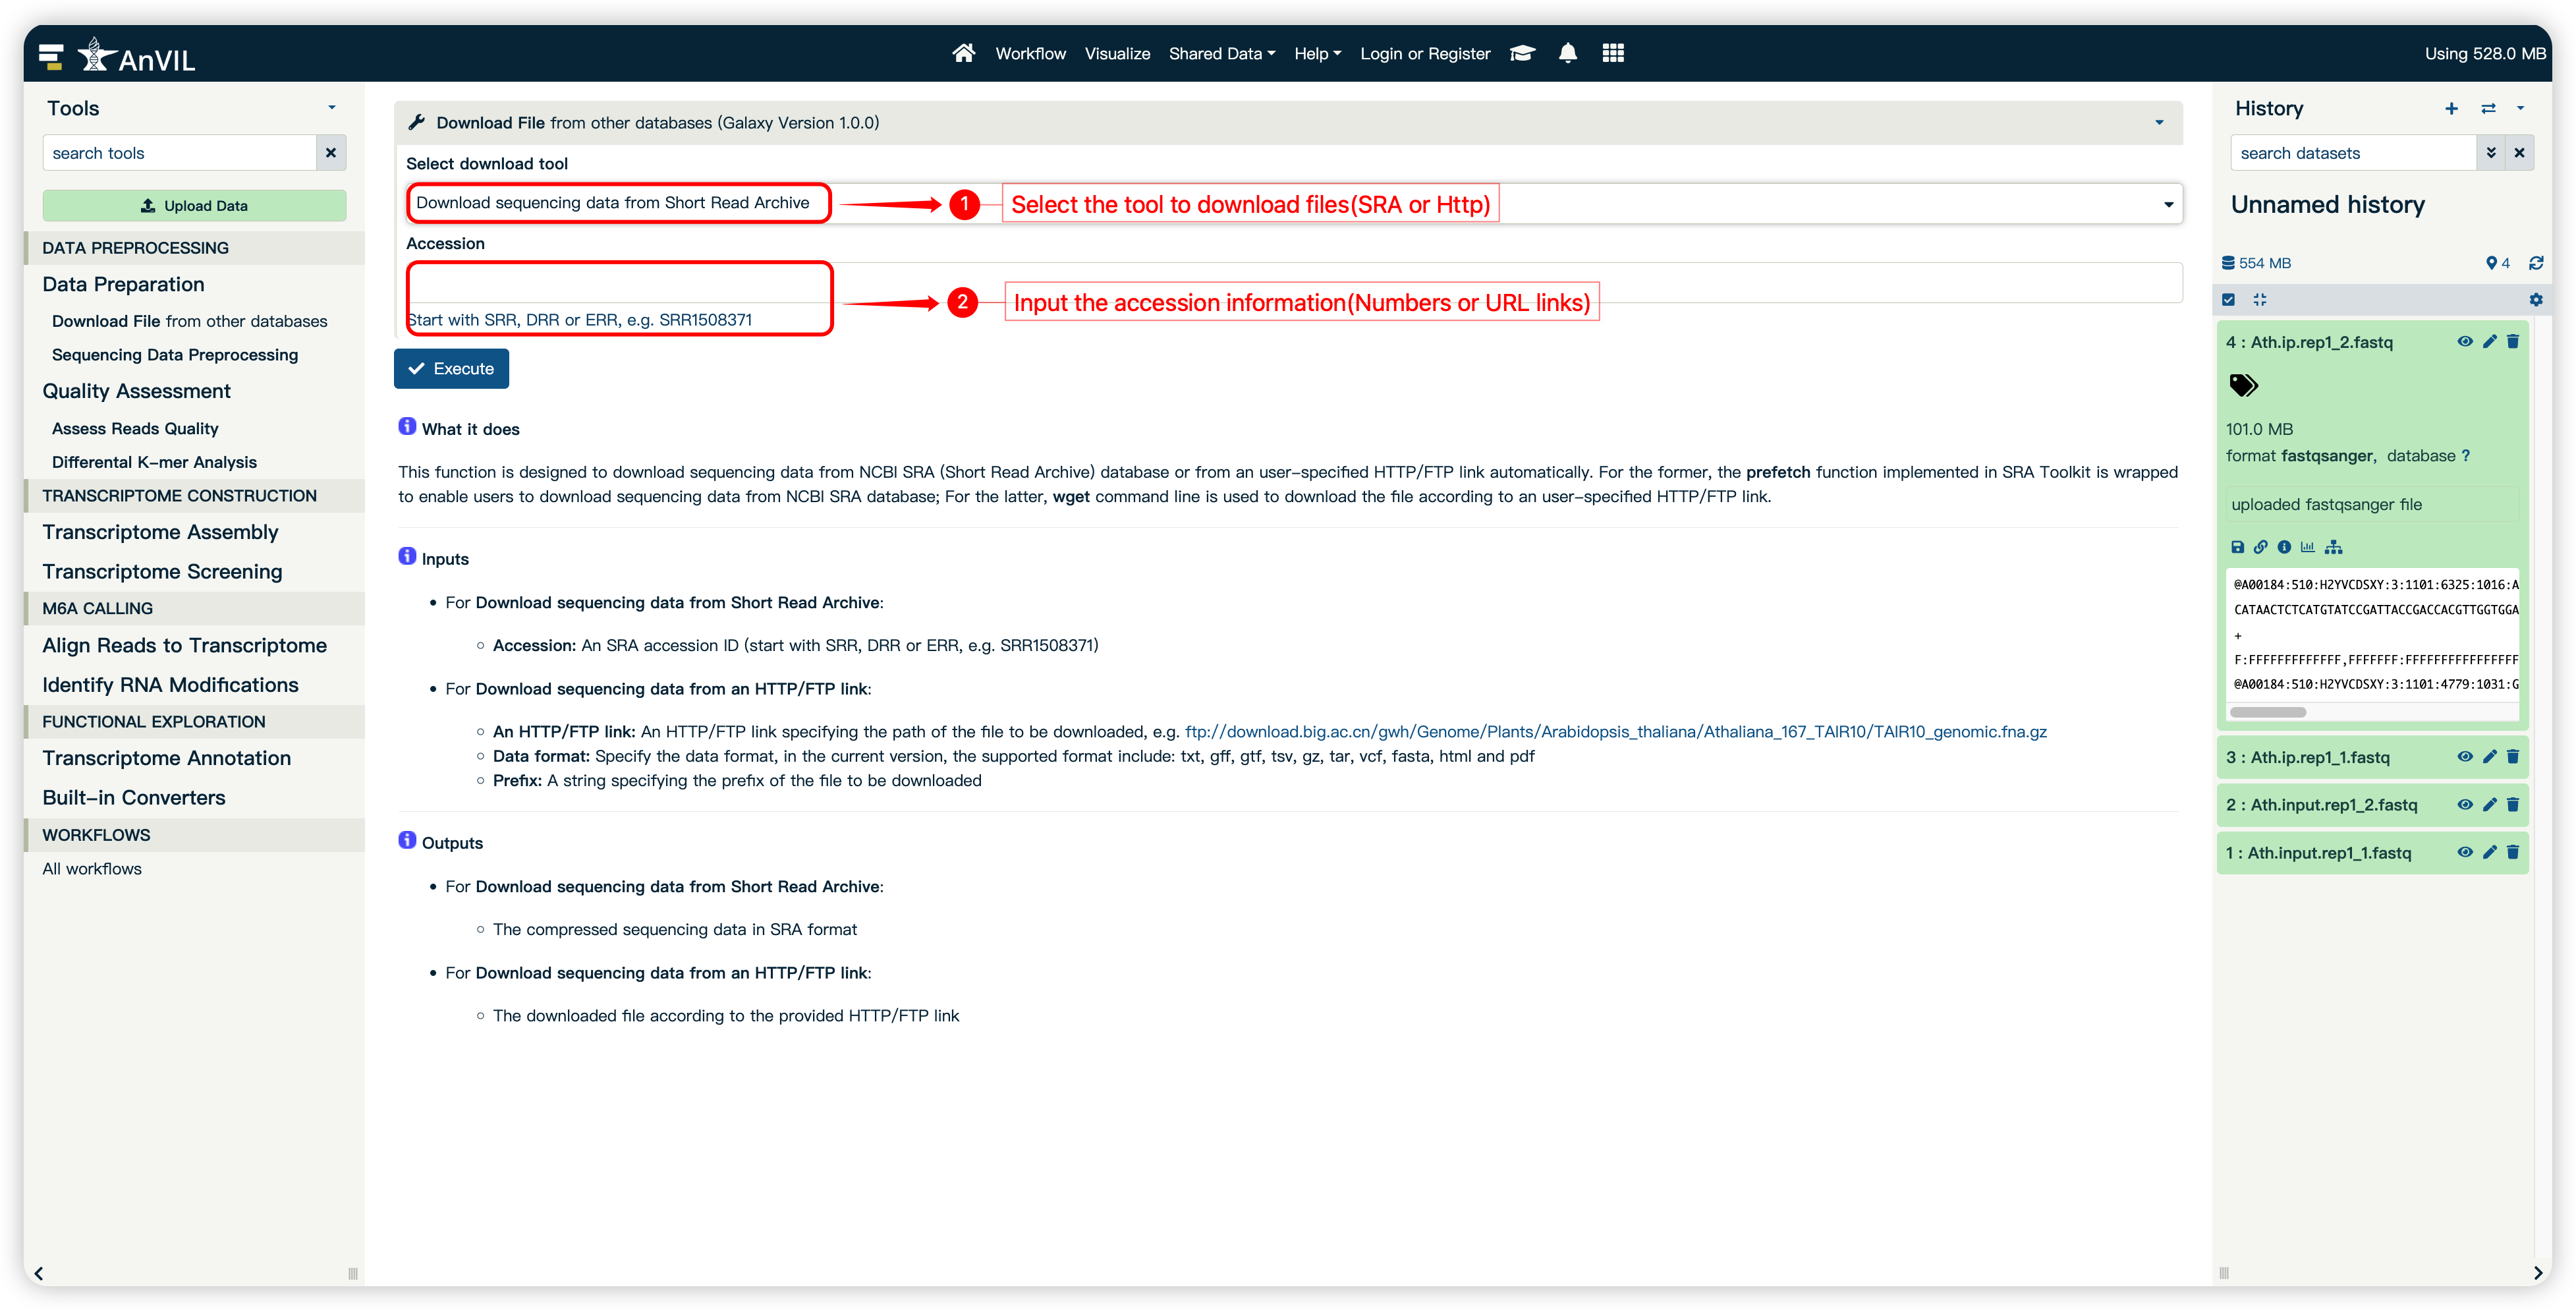 AnVIL
Workflow Visualize Shared Data Help Login or Register
Using 528.0 MB
Tools
search tools
Upload Data
DATA PREPROCESSING
Data Preparation
Download File from other databases
Sequencing Data Preprocessing
Quality Assessment
Assess Reads Quality
Differental K-mer Analysis
TRANSCRIPTOME CONSTRUCTION
Transcriptome Assembly
Transcriptome Screening
M6A CALLING
Align Reads to Transcriptome
Identify RNA Modifications
FUNCTIONAL EXPLORATION
Transcriptome Annotation
Built-in Converters
WORKFLOWS
All workflows
Download File from other databases (Galaxy Version 1.0.0)
Select download tool
Download sequencing data from Short Read Archive
1 Select the tool to download files(SRA or Http)
Accession
2 Input the accession information(Numbers or URL links)
Start with SRR, DRR or ERR, e.g. SRR1508371
Execute
What it does
This function is designed to download sequencing data from NCBI SRA (Short Read Archive) database or from an user-specified HTTP/FTP link automatically. For the former, the prefetch function implemented in SRA Toolkit is wrapped
to enable users to download sequencing data from NCBI SRA database; For the latter, wget command line is used to download the file according to an user-specified HTTP/FTP link.
Inputs
• For Download sequencing data from Short Read Archive:
○ Accession: An SRA accession ID (start with SRR, DRR or ERR, e.g. SRR1508371)
• For Download sequencing data from an HTTP/FTP link:
○ An HTTP/FTP link: An HTTP/FTP link specifying the path of the file to be downloaded, e.g. ftp://download.big.ac.cn/gwh/Genome/Plants/Arabidopsis_thaliana/Athaliana_167_TAIR10/TAIR10_genomic.fna.gz
○ Data format: Specify the data format, in the current version, the supported format include: txt, gff, gtf, tsv, gz, tar, vcf, fasta, html and pdf
○ Prefix: A string specifying the prefix of the file to be downloaded
Outputs
• For Download sequencing data from Short Read Archive:
○ The compressed sequencing data in SRA format
• For Download sequencing data from an HTTP/FTP link:
○ The downloaded file according to the provided HTTP/FTP link
History
search datasets
Unnamed history
554 MB
4
4 : Ath.ip.rep1_2.fastq
101.0 MB
format fastqsanger, database ?
uploaded fastqsanger file
@A00184:510:H2YVCDSXY:3:1101:6325:1016:A
CATAACTCTCATGTATCCGATTACCGACCACGTTGGTGGA
+
F:FFFFFFFFFFFFF,FFFFFFF:FFFFFFFFFFFFFFFF
@A00184:510:H2YVCDSXY:3:1101:4779:1031:G
3 : Ath.ip.rep1_1.fastq
2 : Ath.input.rep1_2.fastq
1 : Ath.input.rep1_1.fastq